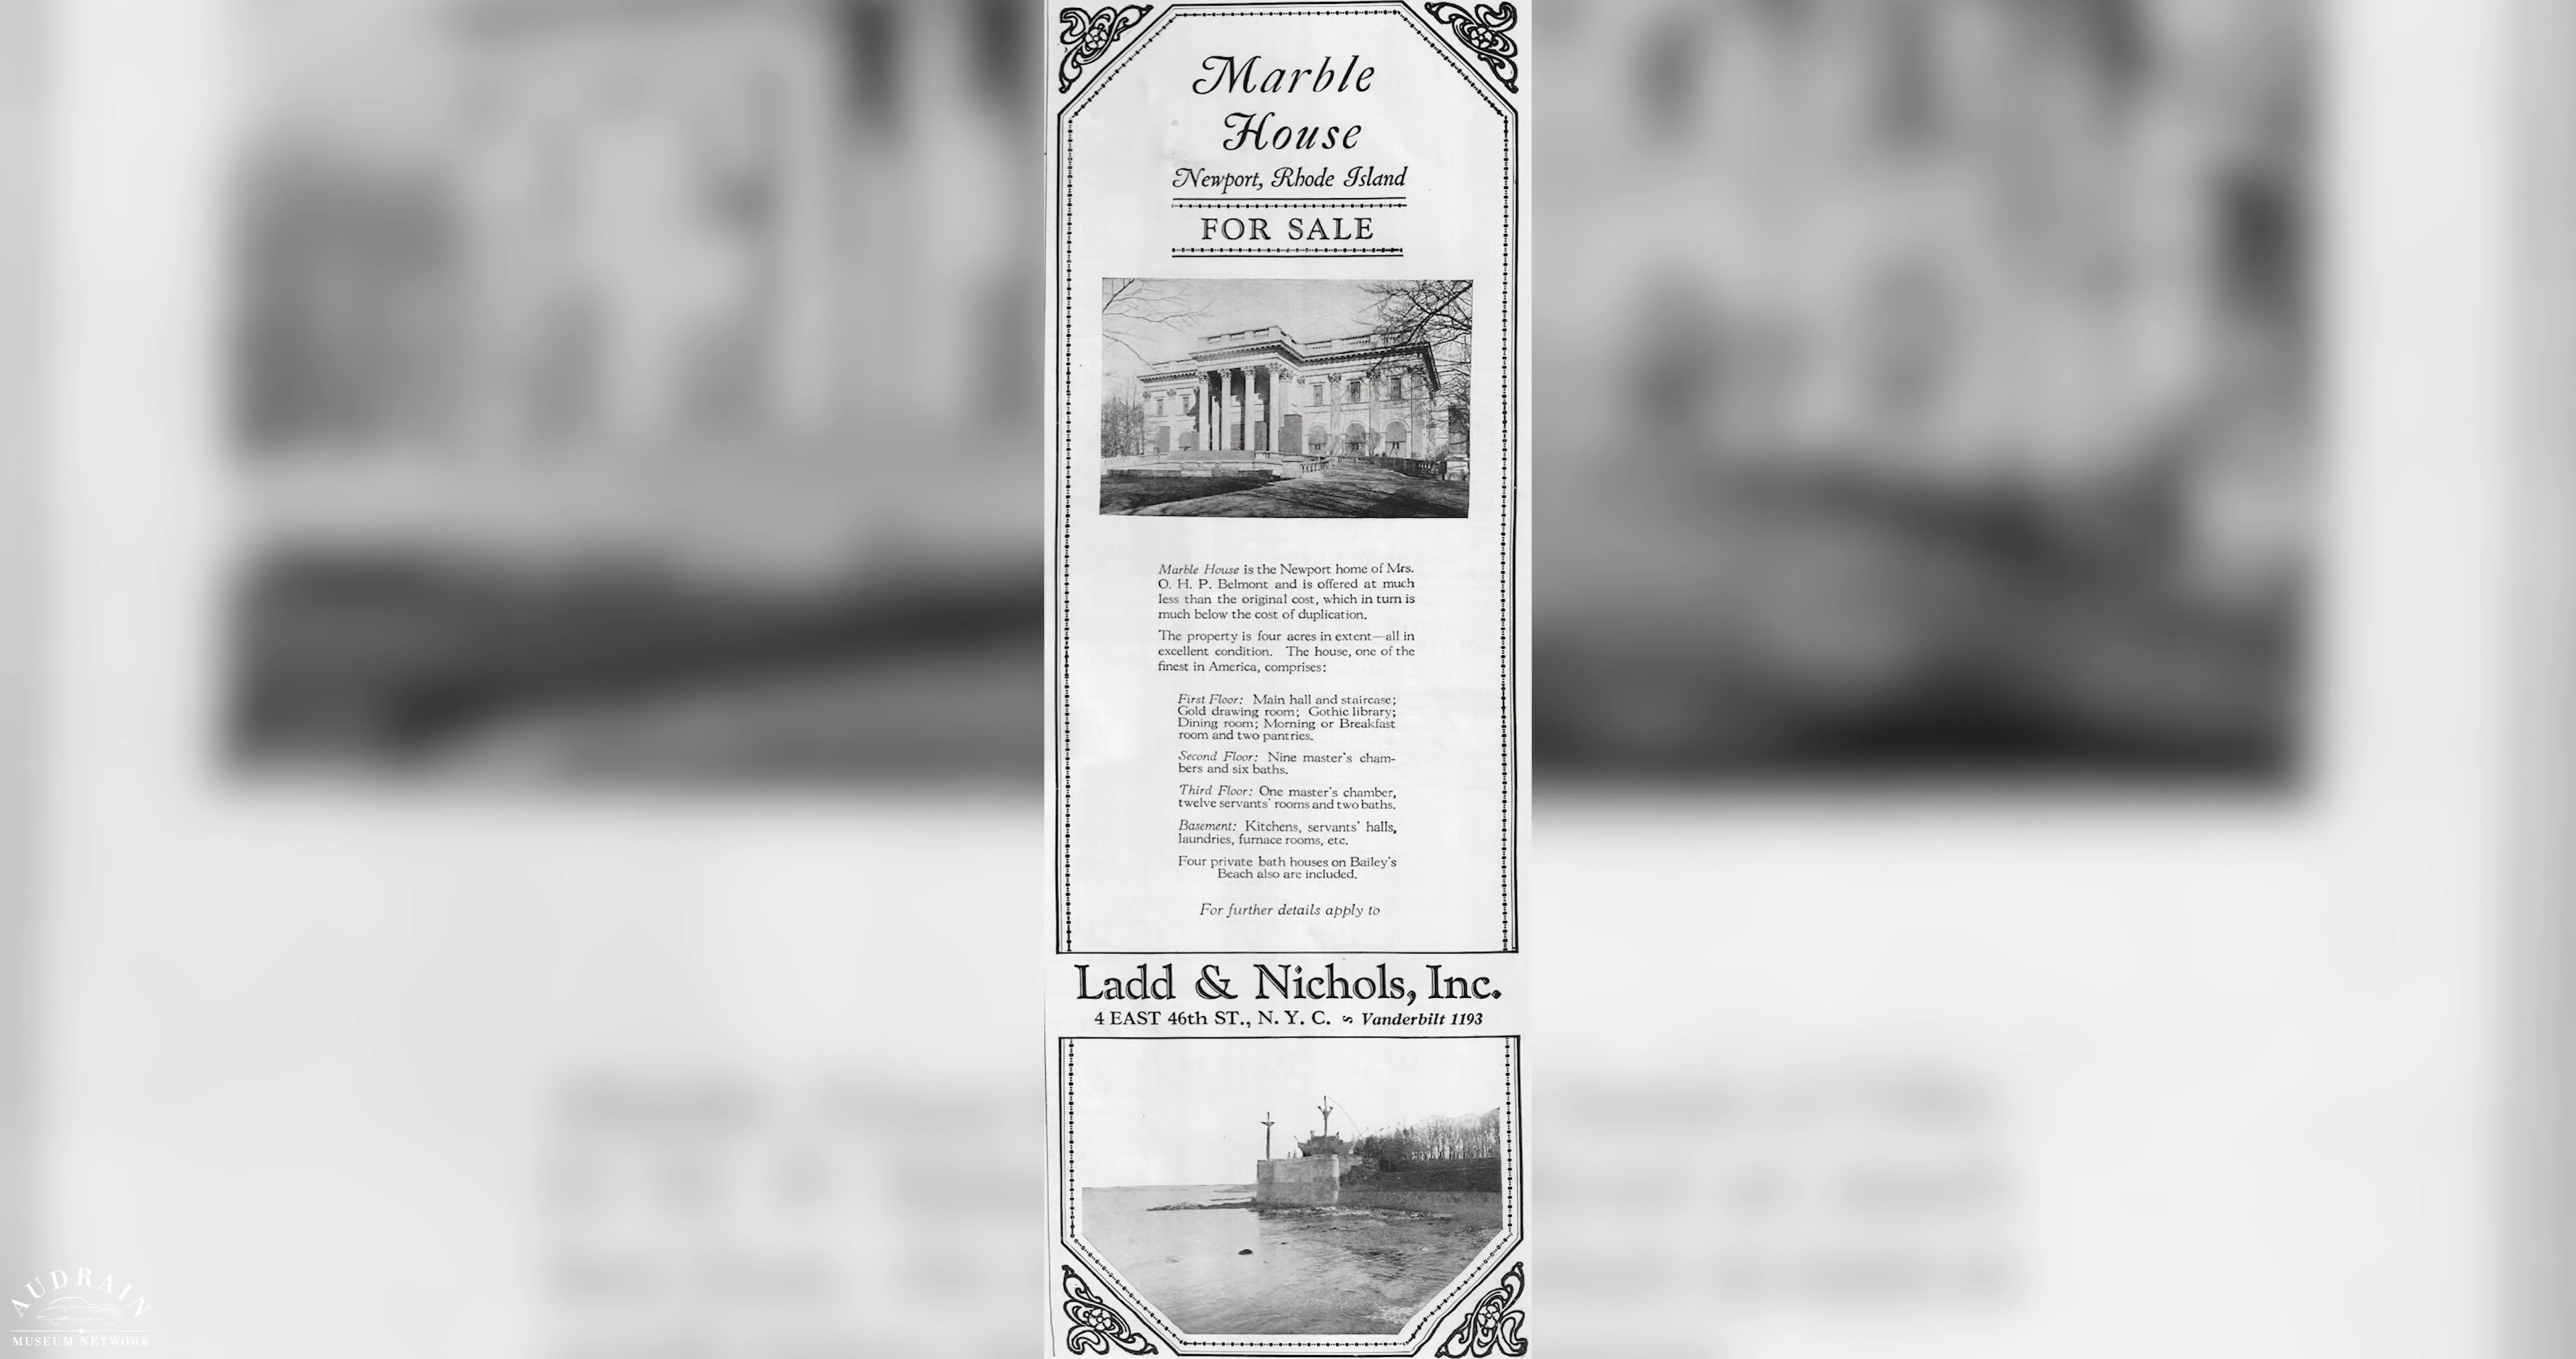 Marble
House
Newport, Rhode Island
FOR SALE
Marble House is the Newport home of Mrs.
O. H. P. Belmont and is offered at much
less than the original cost, which in turn is
much below the cost of duplication.
The property is four acres in extent—all in
excellent condition. The house, one of the
finest in America, comprises:
First Floor: Main hall and staircase;
Gold drawing room; Gothic library;
Dining room; Morning or Breakfast
room and two pantries.
Second Floor: Nine master's cham-
bers and six baths.
Third Floor: One master's chamber,
twelve servants' rooms and two baths.
Basement: Kitchens, servants' halls,
laundries, furnace rooms, etc.
Four private bath houses on Bailey's
Beach also are included.
For further details apply to
Ladd & Nichols, Inc.
4 EAST 46th ST., N. Y. C. Vanderbilt 1193
AUDRAIN
MUSEUM NETWORK